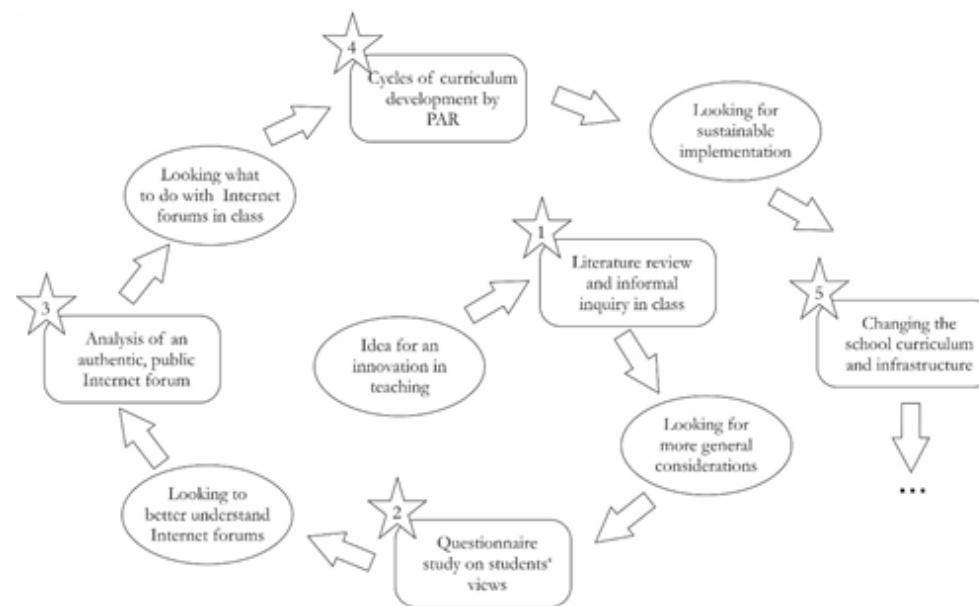 4
Cycles of curriculum
development by
PAR
Looking for
sustainable
implementation
Looking what
to do with Internet
forums in class
1
Literature review
and informal
inquiry in class
3
Analysis of an
authentic, public
Internet forum
Idea for an
innovation in
teaching
5
Changing the
school curriculum
and infrastructure
Looking for
more general
considerations
Looking to
better understand
Internet forums
2
Questionnaire
study on students'
views
...